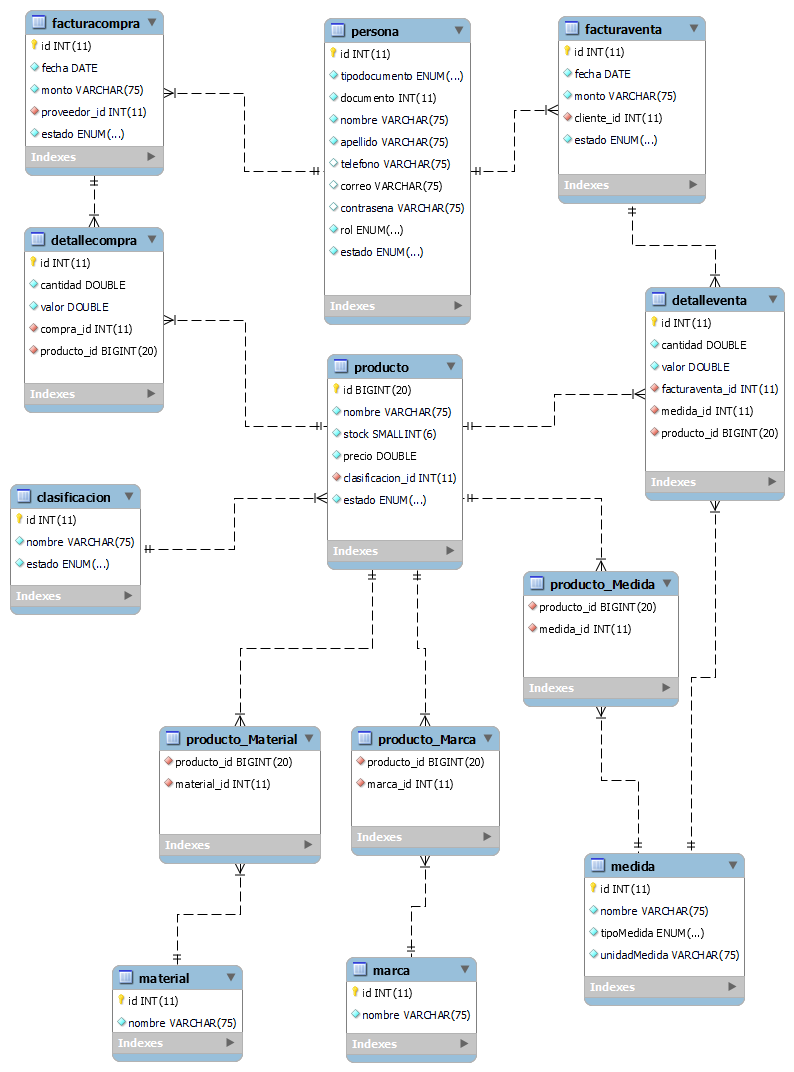 facturacompra
id INT(11)
fecha DATE
monto VARCHAR(75)
proveedor_id INT(11)
estado ENUM(...)
Indexes
persona
id INT(11)
tipodocumento ENUM(...)
documento INT(11)
nombre VARCHAR(75)
apellido VARCHAR(75)
telefono VARCHAR(75)
correo VARCHAR(75)
contrasena VARCHAR(75)
rol ENUM(...)
estado ENUM(...)
Indexes
facturaventa
id INT(11)
fecha DATE
monto VARCHAR(75)
cliente_id INT(11)
estado ENUM(...)
Indexes
detallecompra
id INT(11)
cantidad DOUBLE
valor DOUBLE
compra_id INT(11)
producto_id BIGINT(20)
Indexes
detalleventa
id INT(11)
cantidad DOUBLE
valor DOUBLE
facturaventa_id INT(11)
medida_id INT(11)
producto_id BIGINT(20)
Indexes
producto
id BIGINT(20)
nombre VARCHAR(75)
stock SMALLINT(6)
precio DOUBLE
clasificacion_id INT(11)
estado ENUM(...)
Indexes
clasificacion
id INT(11)
nombre VARCHAR(75)
estado ENUM(...)
Indexes
producto_Medida
producto_id BIGINT(20)
medida_id INT(11)
Indexes
producto_Material
producto_id BIGINT(20)
material_id INT(11)
Indexes
producto_Marca
producto_id BIGINT(20)
marca_id INT(11)
Indexes
medida
id INT(11)
nombre VARCHAR(75)
tipoMedida ENUM(...)
unidadMedida VARCHAR(75)
Indexes
material
id INT(11)
nombre VARCHAR(75)
Indexes
marca
id INT(11)
nombre VARCHAR(75)
Indexes